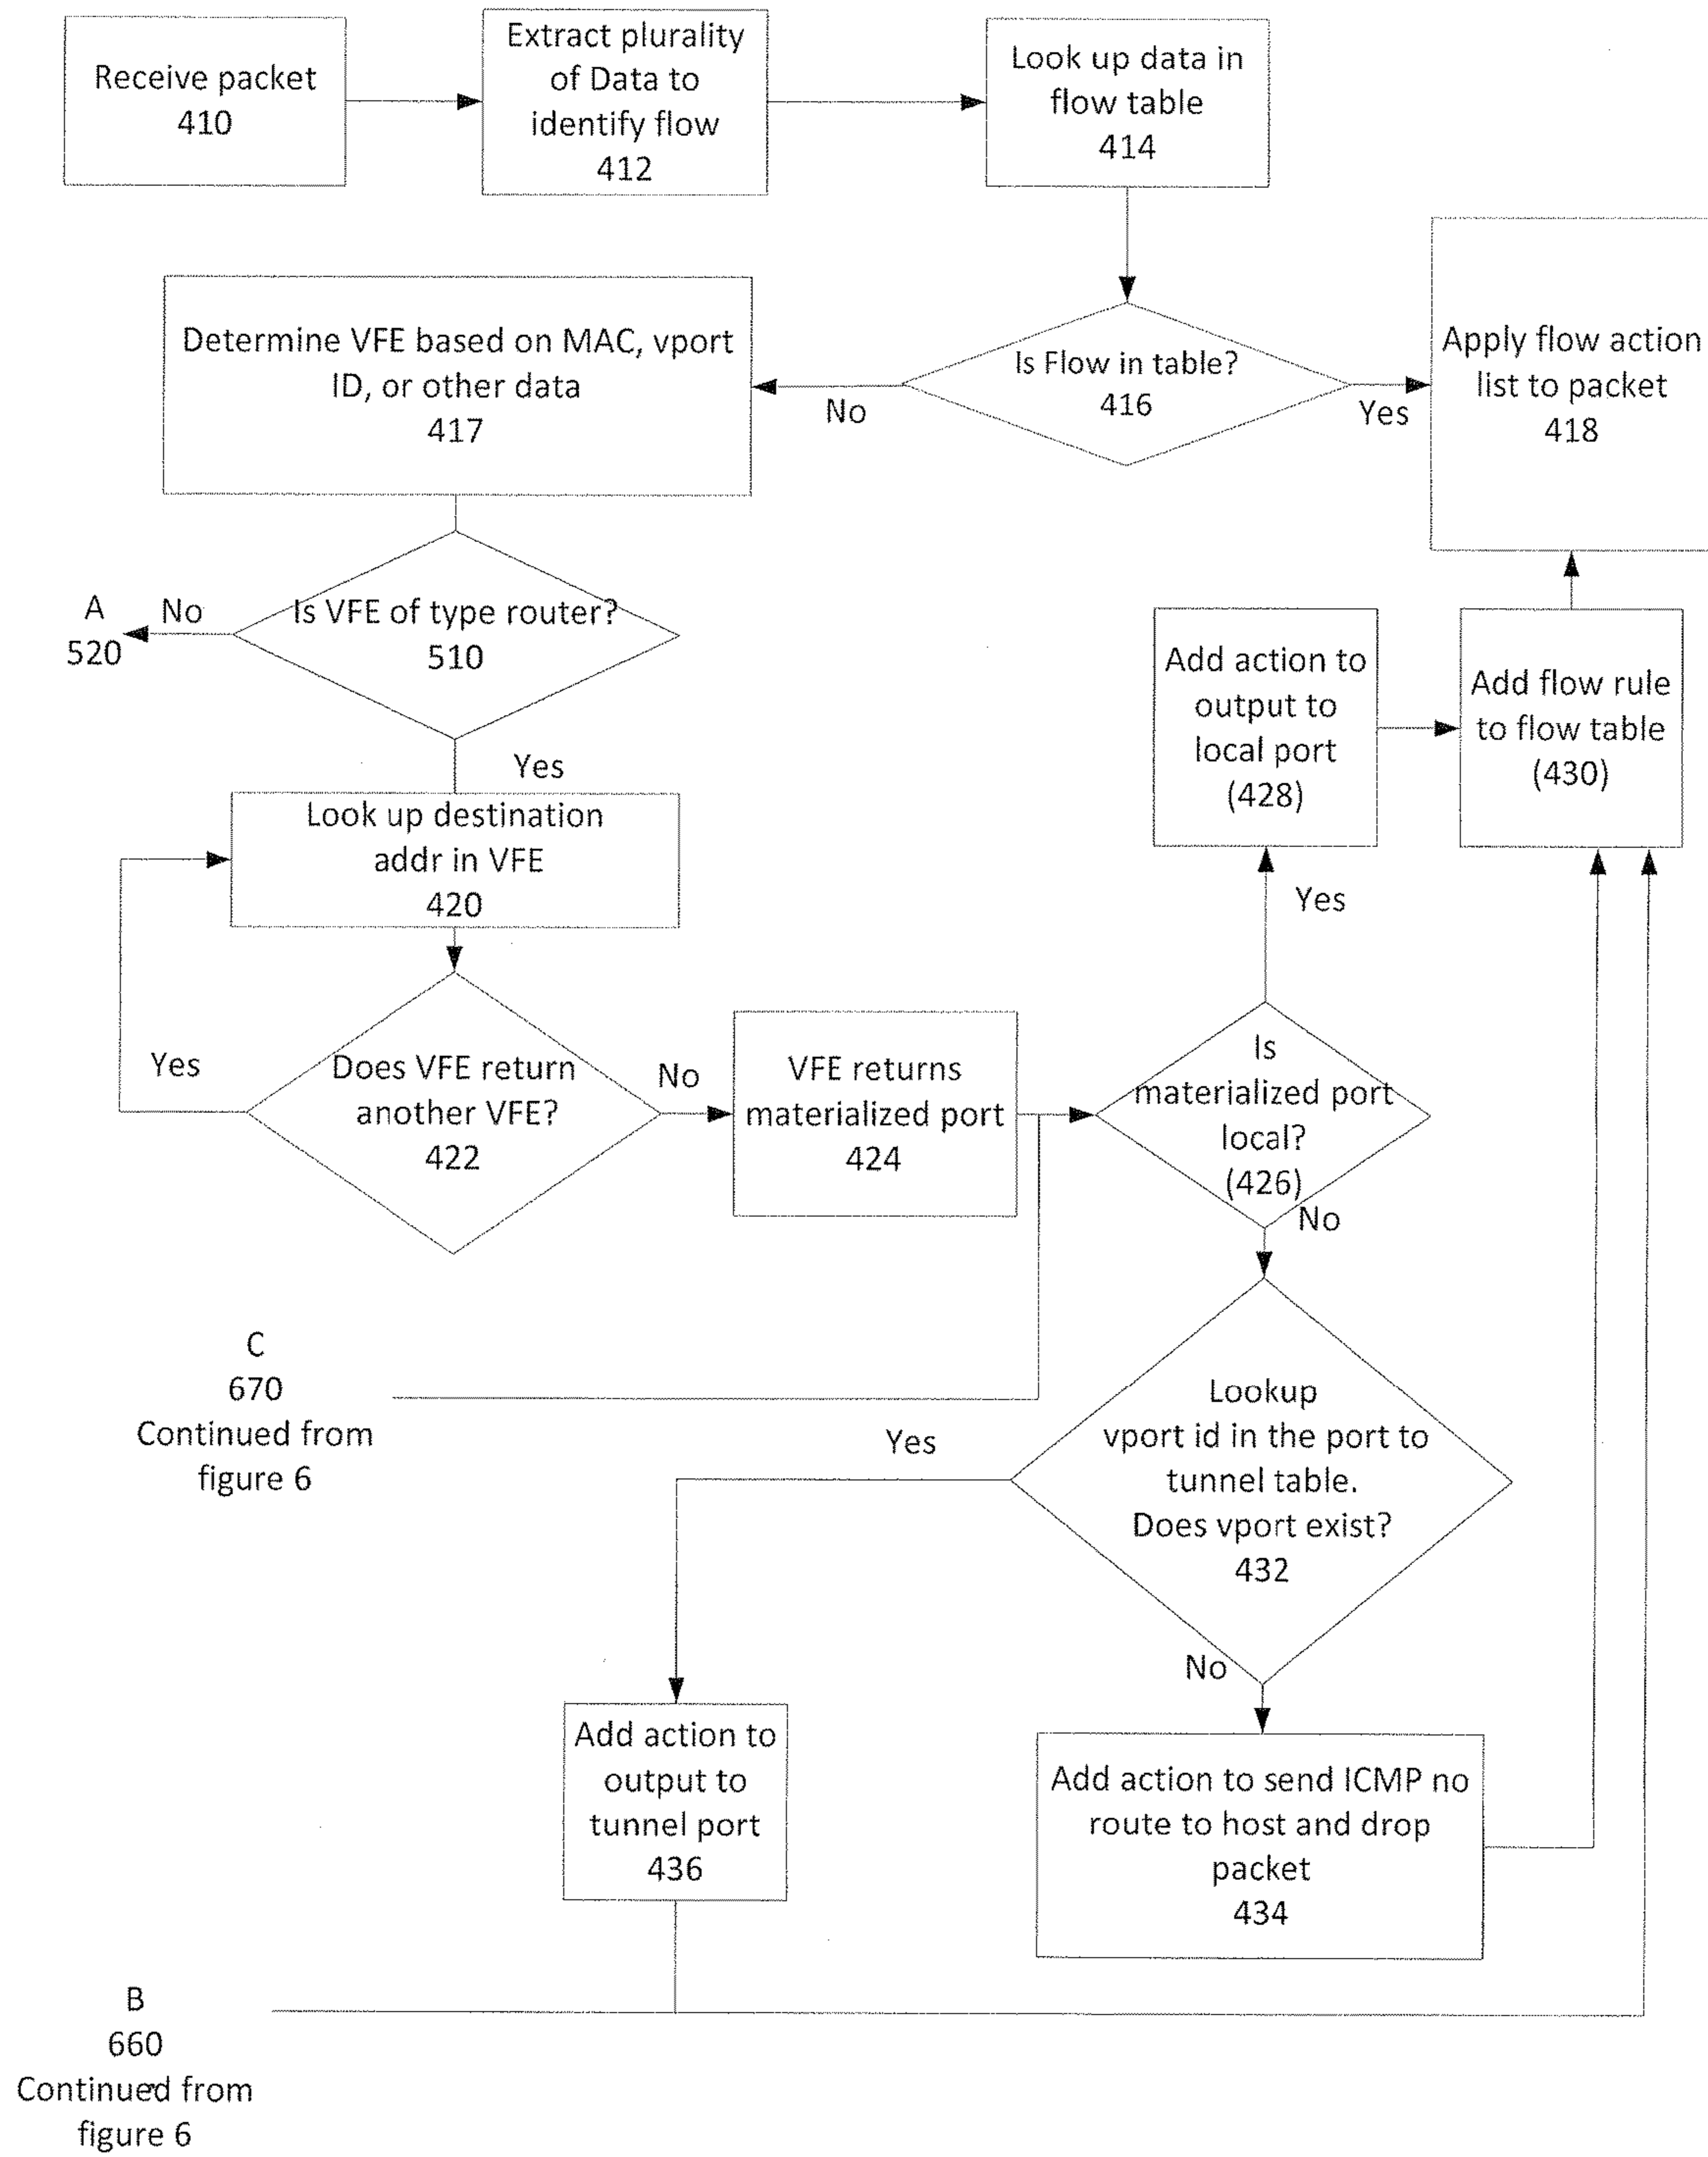 Receive packet
410
Extract plurality
of Data to
identify flow
412
Look up data in
flow table
414
Determine VFE based on MAC, vport
ID, or other data
417
No
Is Flow in table?
416
Yes
Apply flow action
list to packet
418
A
520
No
Is VFE of type router?
510
Yes
Add action to
output to
local port
(428)
Add flow rule
to flow table
(430)
Look up destination
addr in VFE
420
Yes
Yes
Does VFE return
another VFE?
422
No
VFE returns
materialized port
424
Is
materialized port
local?
(426)
No
C
670
Continued from
figure 6
Yes
Lookup
vport id in the port to
tunnel table.
Does vport exist?
432
No
Add action to
output to
tunnel port
436
Add action to send ICMP no
route to host and drop
packet
434
B
660
Continued from
figure 6